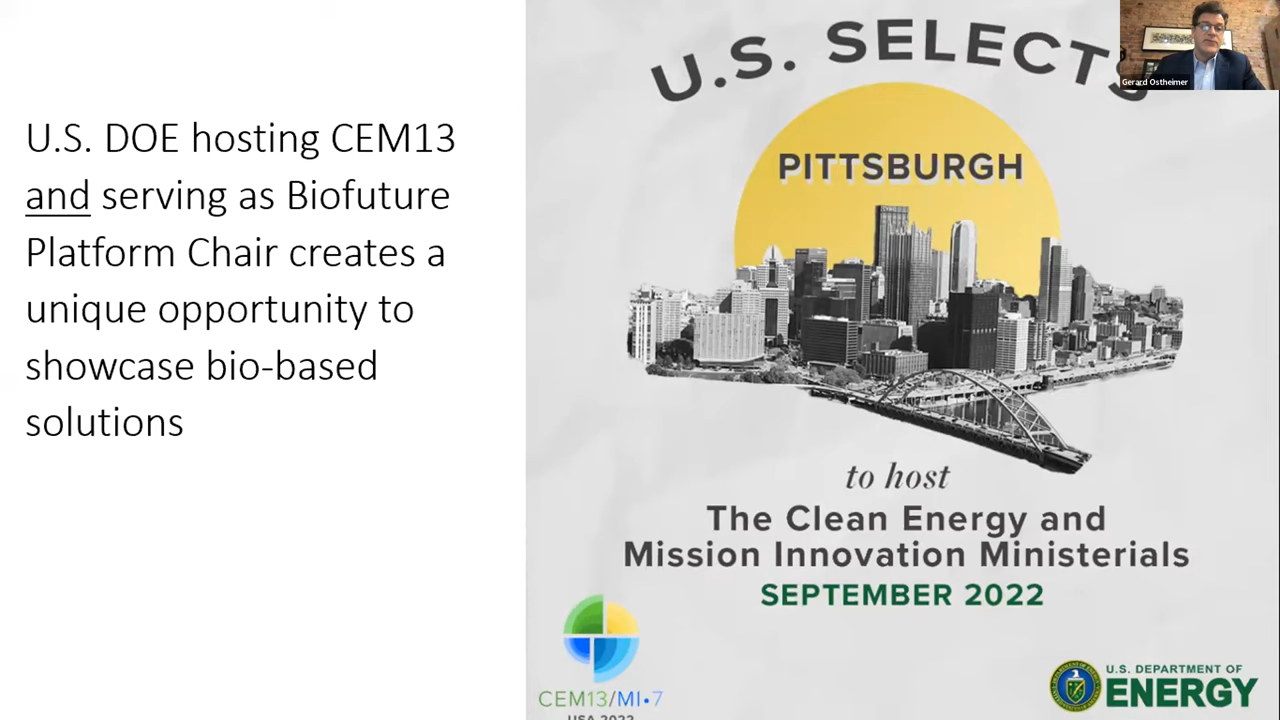 U.S. DOE hosting CEM13
and serving as Biofuture
Platform Chair creates a
unique opportunity to
showcase bio-based
solutions
U.S. SELECTS
PITTSBURGH
to host
The Clean Energy and
Mission Innovation Ministerials
SEPTEMBER 2022
CEM13/MI•7
USA 2022
U.S. DEPARTMENT OF
ENERGY
Gerard Ostheimer